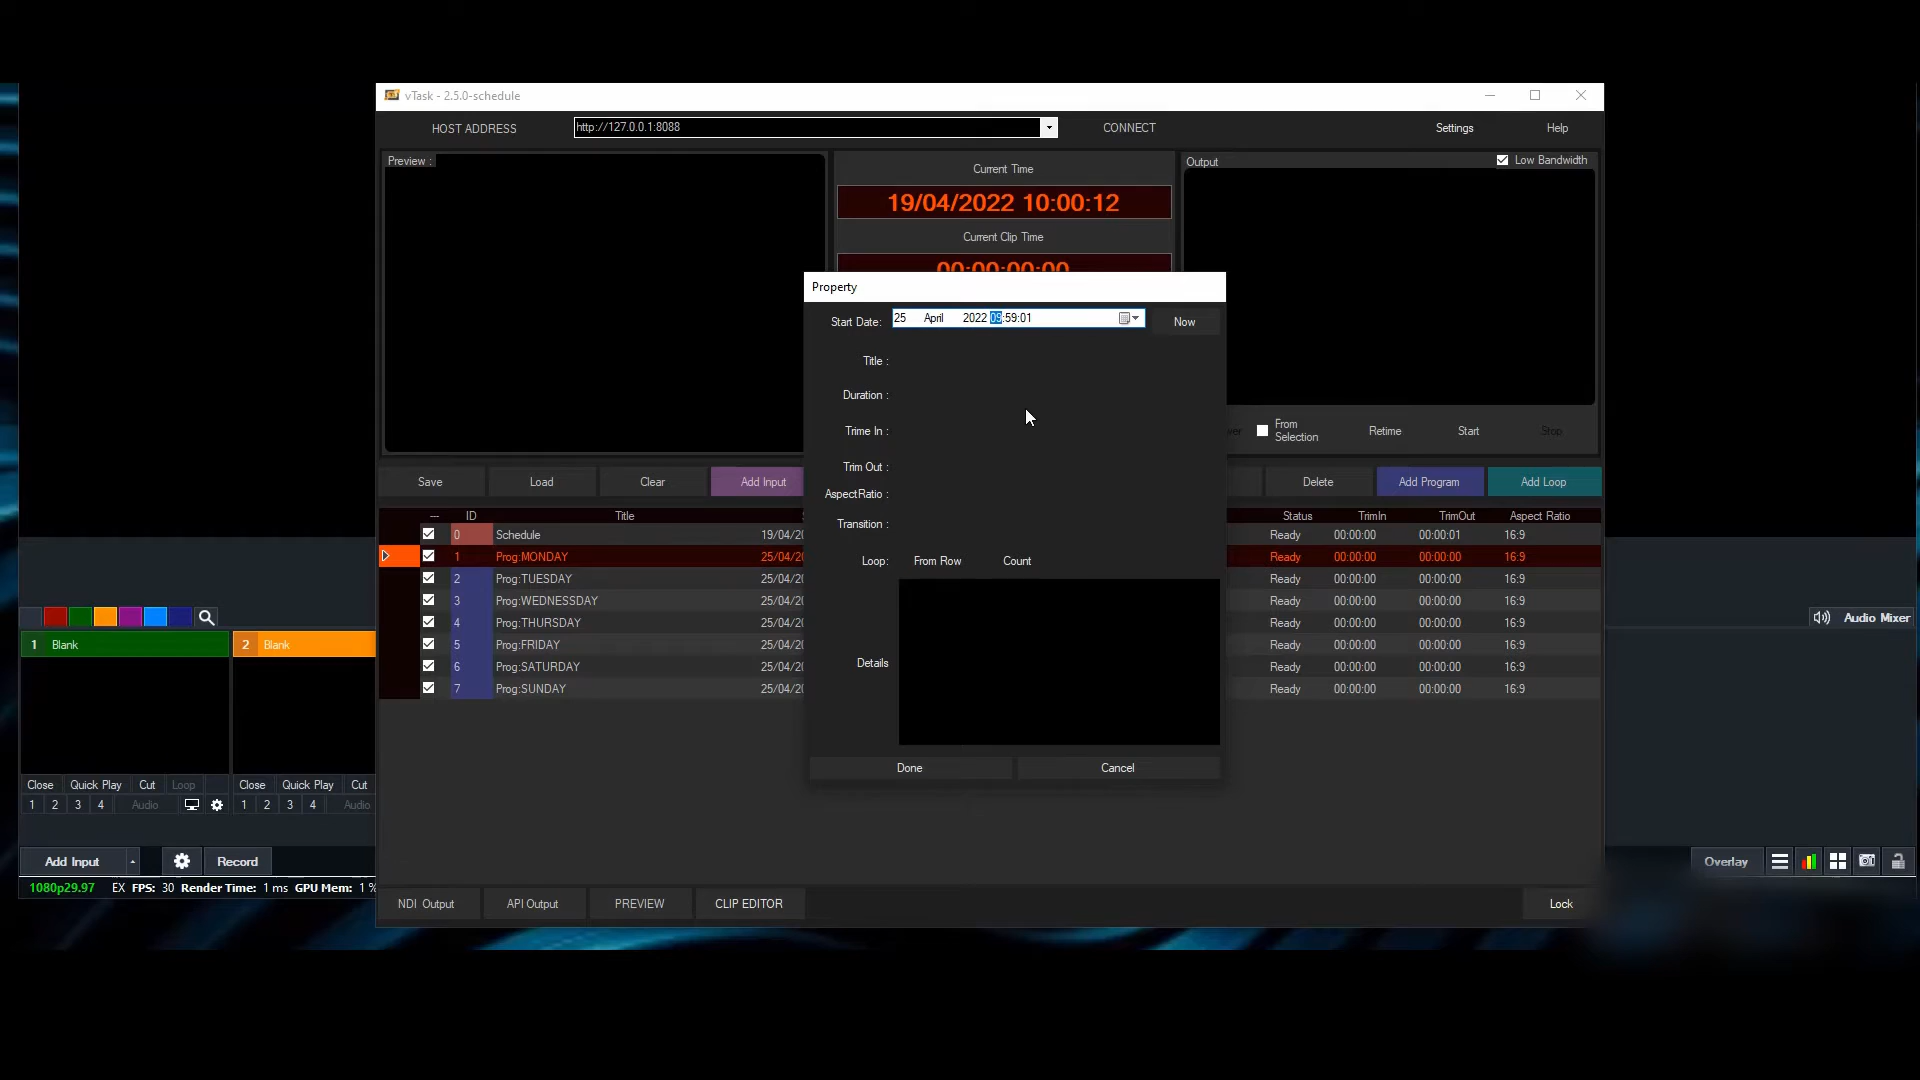 vTask - 2.5.0-schedule
HOST ADDRESS
http://127.0.0.1:8088
CONNECT
Settings
Help
Preview :
Current Time
19/04/2022 10:00:12
Current Clip Time
00:00:00:00
Output
Low Bandwidth
Property
Start Date:
25 April 2022 09:59:01
Now
Title :
Duration :
Trime In :
Trim Out :
AspectRatio :
Transition :
Loop:
From Row
Count
Details
Done
Cancel
From
Selection
Retime
Start
Stop
Save
Load
Clear
Add Input
Delete
Add Program
Add Loop
--- ID Title
Status TrimIn TrimOut Aspect Ratio
0 Schedule 19/04/20 Ready 00:00:00 00:00:01 16:9
1 Prog:MONDAY 25/04/20 Ready 00:00:00 00:00:00 16:9
2 Prog:TUESDAY 25/04/20 Ready 00:00:00 00:00:00 16:9
3 Prog:WEDNESSDAY 25/04/20 Ready 00:00:00 00:00:00 16:9
4 Prog:THURSDAY 25/04/20 Ready 00:00:00 00:00:00 16:9
5 Prog:FRIDAY 25/04/20 Ready 00:00:00 00:00:00 16:9
6 Prog:SATURDAY 25/04/20 Ready 00:00:00 00:00:00 16:9
7 Prog:SUNDAY 25/04/20 Ready 00:00:00 00:00:00 16:9
NDI Output
API Output
PREVIEW
CLIP EDITOR
Lock
1 Blank
2 Blank
Close Quick Play Cut Loop
Close Quick Play Cut
1 2 3 4 Audio
1 2 3 4 Audio
Add Input
Record
1080p29.97 EX FPS: 30 Render Time: 1 ms GPU Mem: 1 %
Audio Mixer
Overlay